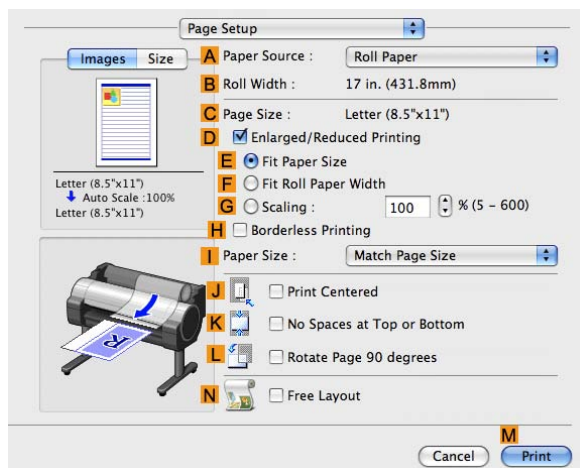 Page Setup
Images Size
A Paper Source : Roll Paper
B Roll Width : 17 in. (431.8mm)
C Page Size : Letter (8.5"x11")
D Enlarged/Reduced Printing
E Fit Paper Size
F Fit Roll Paper Width
G Scaling : 100 % (5 - 600)
H Borderless Printing
I Paper Size : Match Page Size
Letter (8.5"x11")
Auto Scale :100%
Letter (8.5"x11")
R
J Print Centered
K No Spaces at Top or Bottom
L Rotate Page 90 degrees
N Free Layout
M
Cancel Print